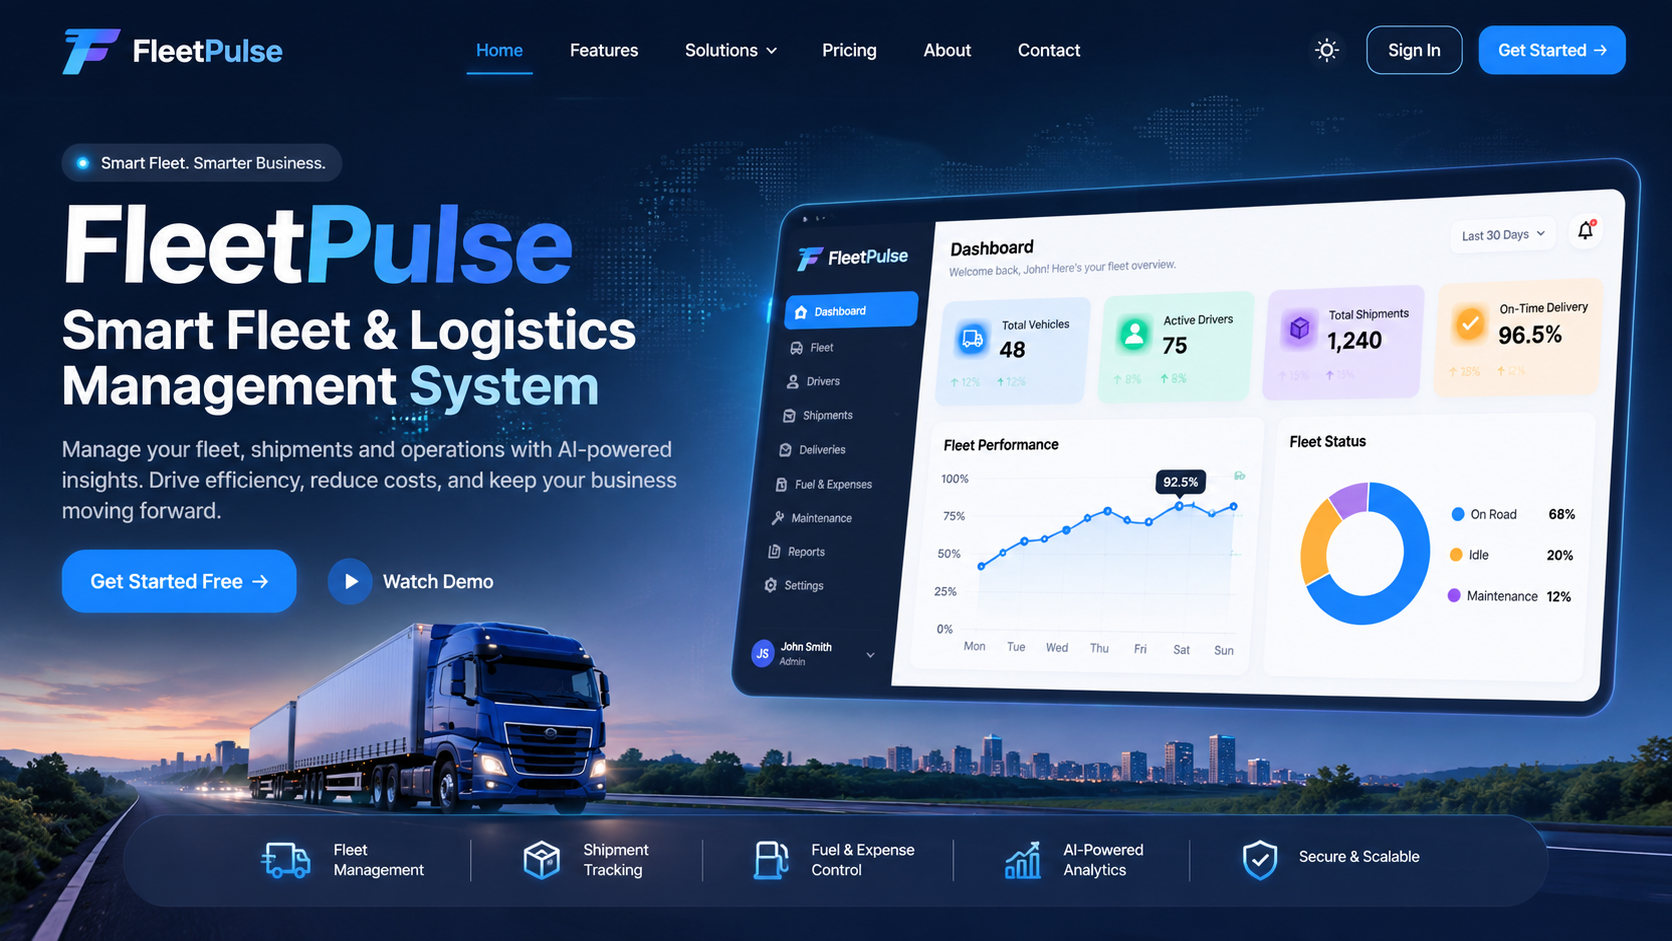 FleetPulse
Home
Features
Solutions
Pricing
About
Contact
Sign In
Get Started →
Smart Fleet. Smarter Business.
FleetPulse
Smart Fleet & Logistics
Management System
Manage your fleet, shipments and operations with AI-powered
insights. Drive efficiency, reduce costs, and keep your business
moving forward.
Get Started Free →
Watch Demo
FleetPulse
Dashboard
Fleet
Drivers
Shipments
Deliveries
Fuel & Expenses
Maintenance
Reports
Settings
JS
John Smith
Admin
Dashboard
Welcome back, John! Here's your fleet overview.
Last 30 Days
Total Vehicles
48
↑ 12% ↑ 12%
Active Drivers
75
↑ 8% ↑ 8%
Total Shipments
1,240
↑ 15% ↑ 15%
On-Time Delivery
96.5%
Fleet Performance
100%
75%
50%
25%
0%
92.5%
Mon Tue Wed Thu Fri Sat Sun
Fleet Status
On Road 68%
Idle 20%
Maintenance 12%
Fleet
Management
Shipment
Tracking
Fuel & Expense
Control
AI-Powered
Analytics
Secure & Scalable